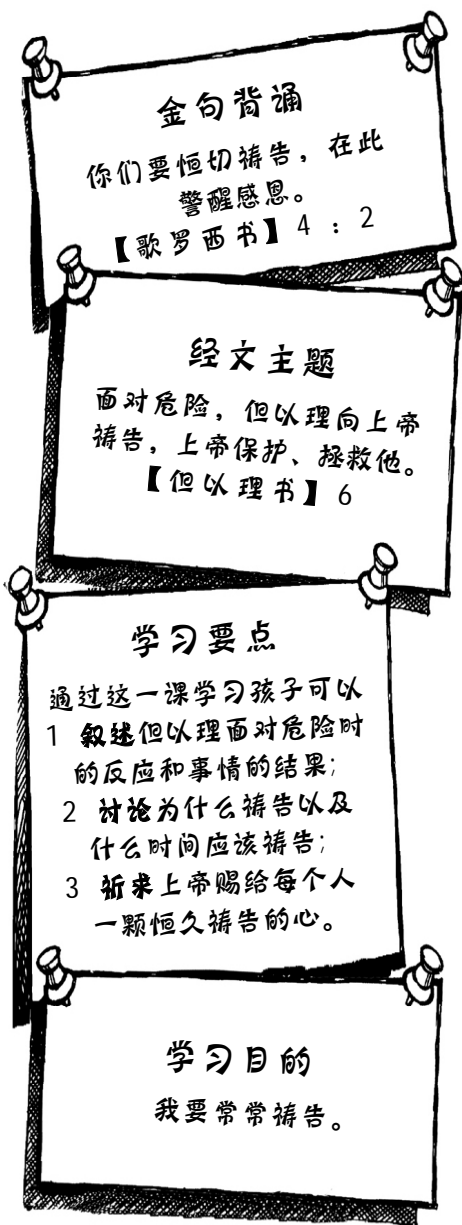 金句背诵
你们要恒切祷告，在此
警醒感恩。
【歌罗西书】4：2
经文主题
面对危险，但以理向上帝
祷告，上帝保护、拯救他。
【但以理书】6
学习要点
通过这一课学习孩子可以
1 叙述但以理面对危险时
的反应和事情的结果；
2 讨论为什么祷告以及
什么时间应该祷告；
3 祈求上帝赐给每个人
一颗恒久祷告的心。
学习目的
我要常常祷告。